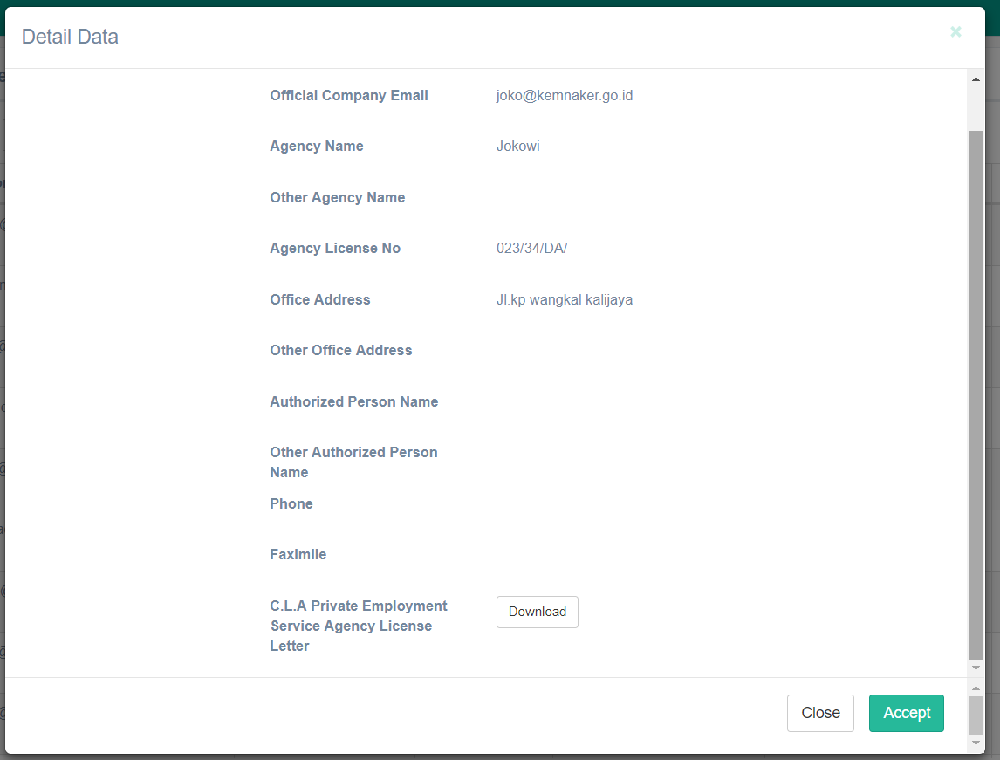 Detail Data
×
Official Company Email joko@kemnaker.go.id
Agency Name Jokowi
Other Agency Name
Agency License No 023/34/DA/
Office Address Jl.kp wangkal kalijaya
Other Office Address
Authorized Person Name
Other Authorized Person
Name
Phone
Faximile
C.L.A Private Employment Download
Service Agency License
Letter
Close Accept